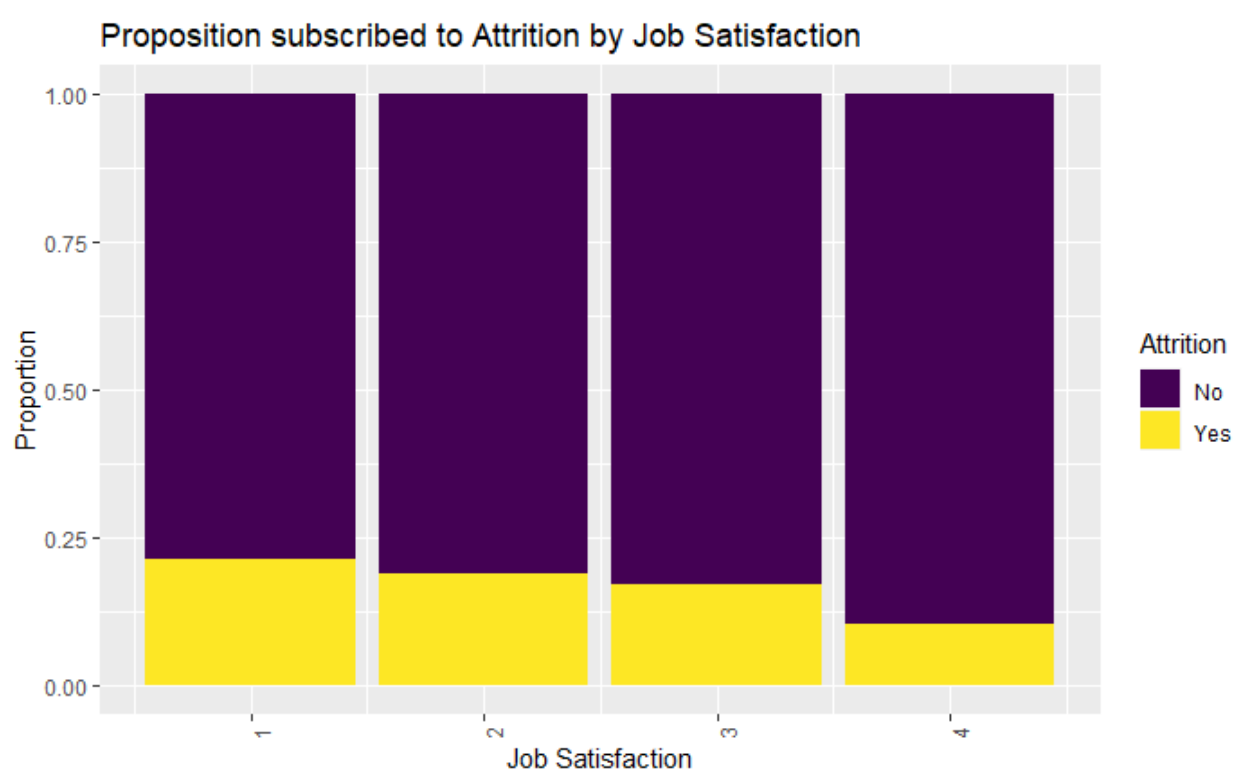 Proposition subscribed to Attrition by Job Satisfaction
1.00
0.75
0.50
0.25
0.00
Proportion
1
2
3
4
Job Satisfaction
Attrition
No
Yes